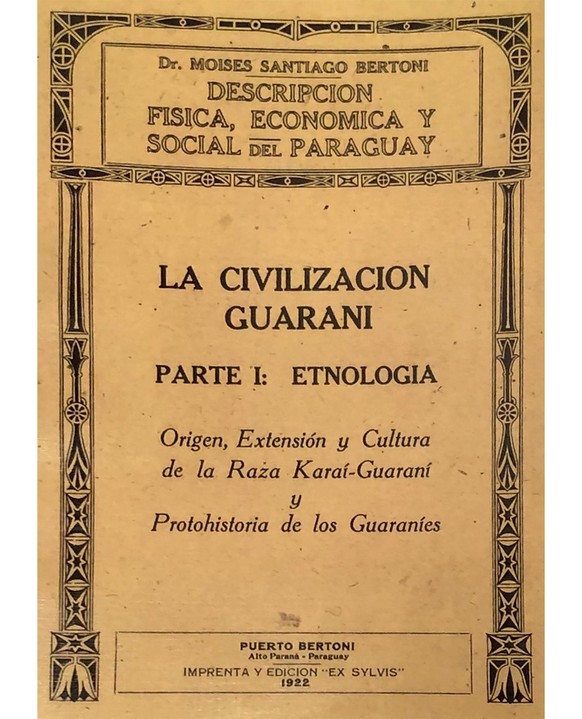 Dr. MOISES SANTIAGO BERTONI
DESCRIPCION
FISICA, ECONOMICA Y
SOCIAL DEL PARAGUAY
LA CIVILIZACION
GUARANI
PARTE I: ETNOLOGIA
Origen, Extensión y Cultura
de la Raza Karaí-Guaraní
y
Protohistoria de los Guaraníes
PUERTO BERTONI
Alto Paraná - Paraguay
IMPRENTA Y EDICION "EX SYLVIS"
1922